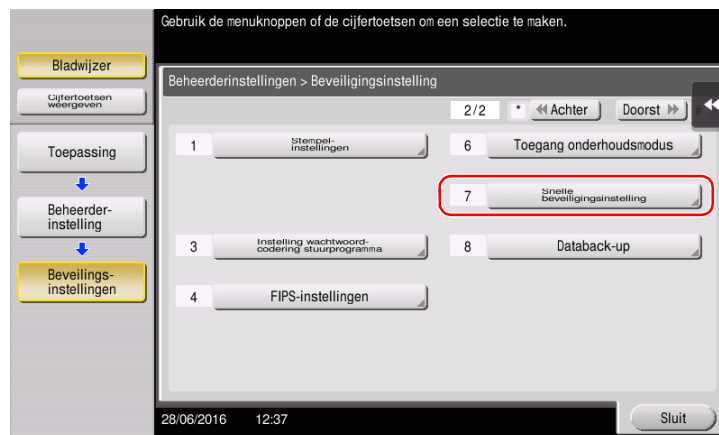 Gebruik de menuknoppen of de cijfertoetsen om een selectie te maken.
Bladwijzer
Cijfertoetsen
weergeven
Toepassing
Beheerder-
instelling
Beveilings-
instellingen
Beheerderinstellingen > Beveiligingsinstelling
2/2 * Achter Doorst #
1 Stempel-
instellingen
6 Toegang onderhoudsmodus
7 Snelle
beveiligingsinstelling
3 Instelling wachtwoord-
codering stuurprogramma
8 Databack-up
4 FIPS-instellingen
28/06/2016 12:37
Sluit